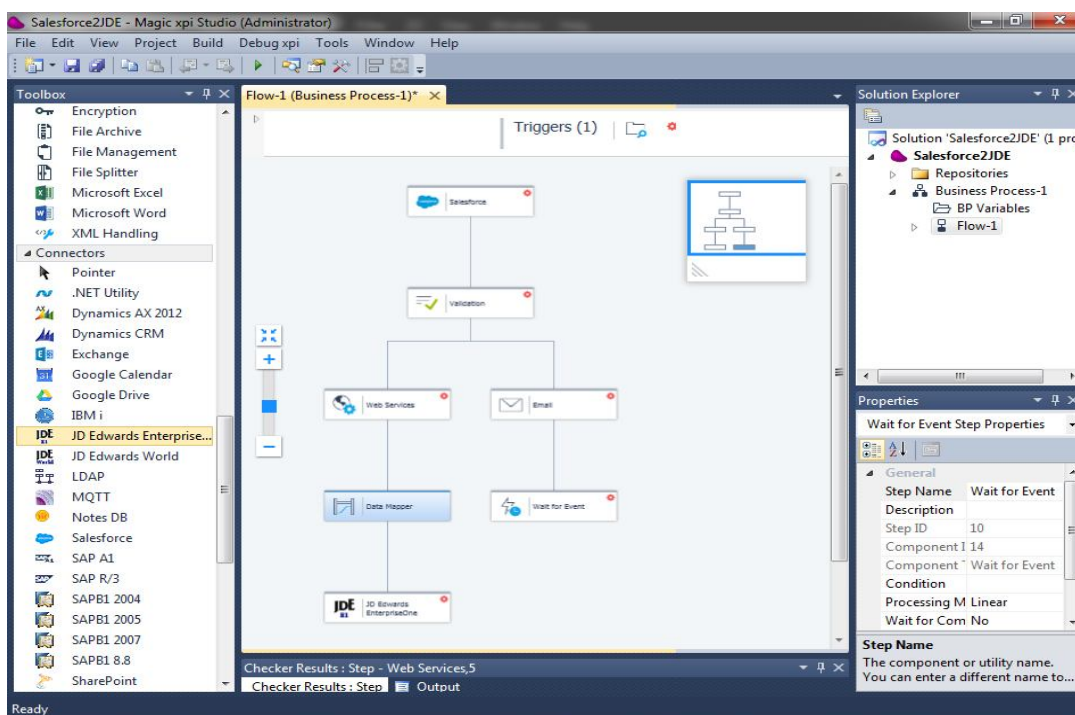 Salesforce2JDE - Magic xpi Studio (Administrator)
File Edit View Project Build Debug xpi Tools Window Help
Toolbox
Encryption
File Archive
File Management
File Splitter
Microsoft Excel
Microsoft Word
XML Handling
Connectors
Pointer
.NET Utility
Dynamics AX 2012
Dynamics CRM
Exchange
Google Calendar
Google Drive
IBM i
JD Edwards Enterprise...
JD Edwards World
LDAP
MQTT
Notes DB
Salesforce
SAP A1
SAP R/3
SAPB1 2004
SAPB1 2005
SAPB1 2007
SAPB1 8.8
SharePoint
Flow-1 (Business Process-1)*
Triggers (1)
Salesforce
Validation
Web Services
Email
Data Mapper
Wait for Event
JDE E1
JD Edwards
EnterpriseOne
Checker Results : Step - Web Services,5
Checker Results : Step Output
Solution Explorer
Solution 'Salesforce2JDE' (1 pro
Salesforce2JDE
Repositories
Business Process-1
BP Variables
Flow-1
Properties
Wait for Event Step Properties
General
Step Name Wait for Event
Description
Step ID 10
Component I 14
Component Wait for Event
Condition
Processing M Linear
Wait for Com No
Step Name
The component or utility name.
You can enter a different name to...
Ready